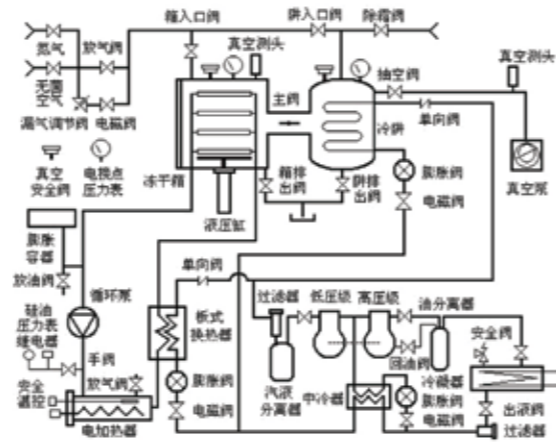 箱入口阀
阱入口阀
除霜阀
氮气
放气阀
真空测头
真空测头
无菌
空气
主阀
抽空阀
漏气调节阀
电磁阀
冷阱
单向阀
真空
安全阀
电接点
压力表
冻干箱
箱排
出阀
阱排
出阀
膨胀阀
真空泵
液压缸
电磁阀
膨胀
容器
放油阀
单向阀
循环泵
过滤器
低压级
高压级
油分离器
硅油
压力表
继电器
板式
换热器
安全阀
手阀
回油阀
安全
温控
放气阀
膨胀阀
汽液
分离器
中冷器
冷凝器
膨胀阀
出液阀
电磁阀
电磁阀
电加热器
过滤器